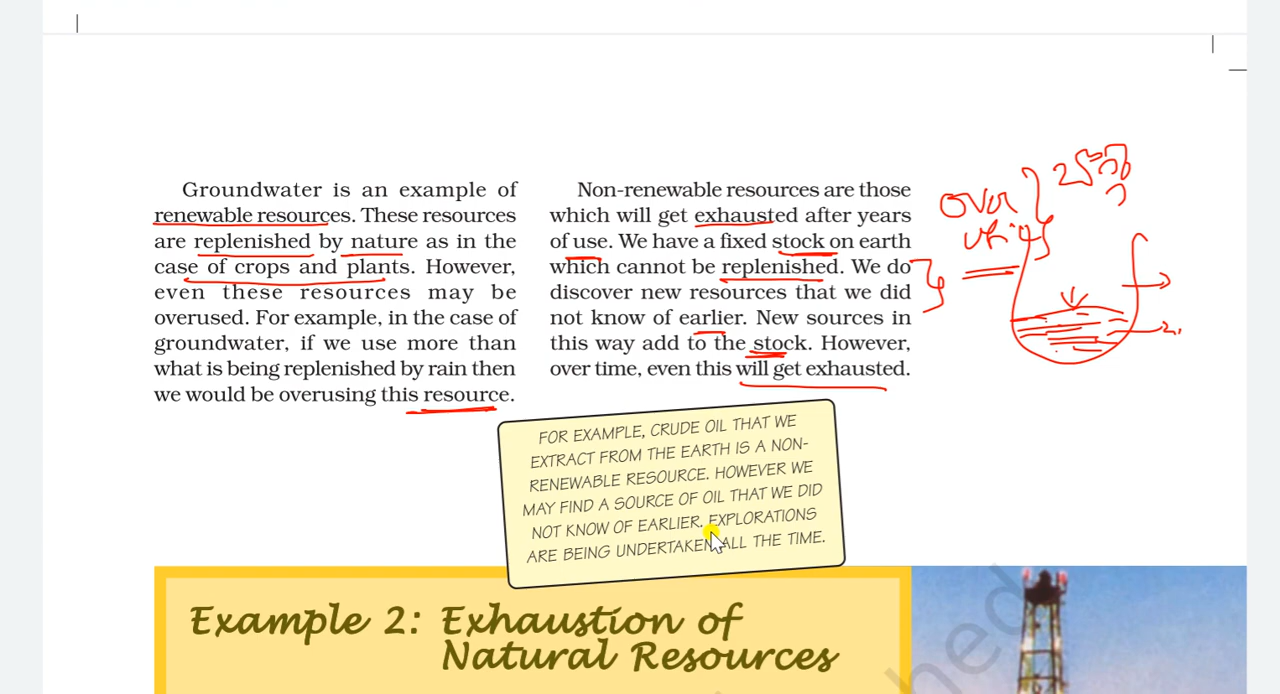 Groundwater is an example of
renewable resources. These resources
are replenished by nature as in the
case of crops and plants. However,
even these resources may be
overused. For example, in the case of
groundwater, if we use more than
what is being replenished by rain then
we would be overusing this resource.
Non-renewable resources are those
which will get exhausted after years
of use. We have a fixed stock on earth
which cannot be replenished. We do
discover new resources that we did
not know of earlier. New sources in
this way add to the stock. However,
over time, even this will get exhausted.
over
FOR EXAMPLE, CRUDE OIL THAT WE
EXTRACT FROM THE EARTH IS A NON-
RENEWABLE RESOURCE. HOWEVER WE
MAY FIND A SOURCE OF OIL THAT WE DID
NOT KNOW OF EARLIER. EXPLORATIONS
ARE BEING UNDERTAKEN ALL THE TIME.
Example 2: Exhaustion of
Natural Resources
hed